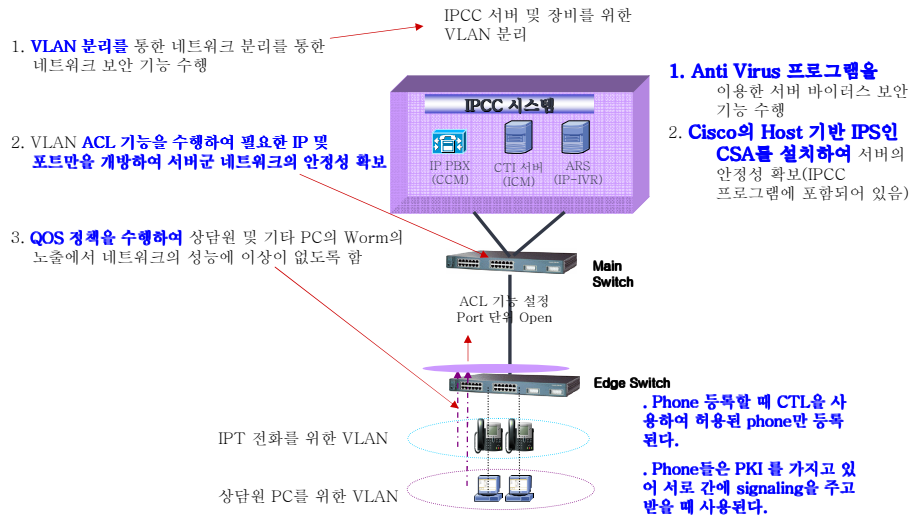 IPCC 서버 및 장비를 위한
VLAN 분리
1. VLAN 분리를 통한 네트워크 분리를 통한
네트워크 보안 기능 수행
1. Anti Virus 프로그램을
이용한 서버 바이러스 보안
기능 수행
2. Cisco의 Host 기반 IPS인
CSA를 설치하여 서버의
안정성 확보(IPCC
프로그램에 포함되어 있음)
IPCC 시스템
IP PBX
(CCM)
CTI 서버
(ICM)
ARS
(IP-IVR)
2. VLAN ACL 기능을 수행하여 필요한 IP 및
포트만을 개방하여 서버군 네트워크의 안정성 확보
3. QOS 정책을 수행하여 상담원 및 기타 PC의 Worm의
노출에서 네트워크의 성능에 이상이 없도록 함
Main
Switch
ACL 기능 설정
Port 단위 Open
Edge Switch
. Phone 등록할 때 CTL을 사
용하여 허용된 phone만 등록
된다.
IPT 전화를 위한 VLAN
. Phone들은 PKI 를 가지고 있
어 서로 간에 signaling을 주고
받을 때 사용된다.
상담원 PC를 위한 VLAN